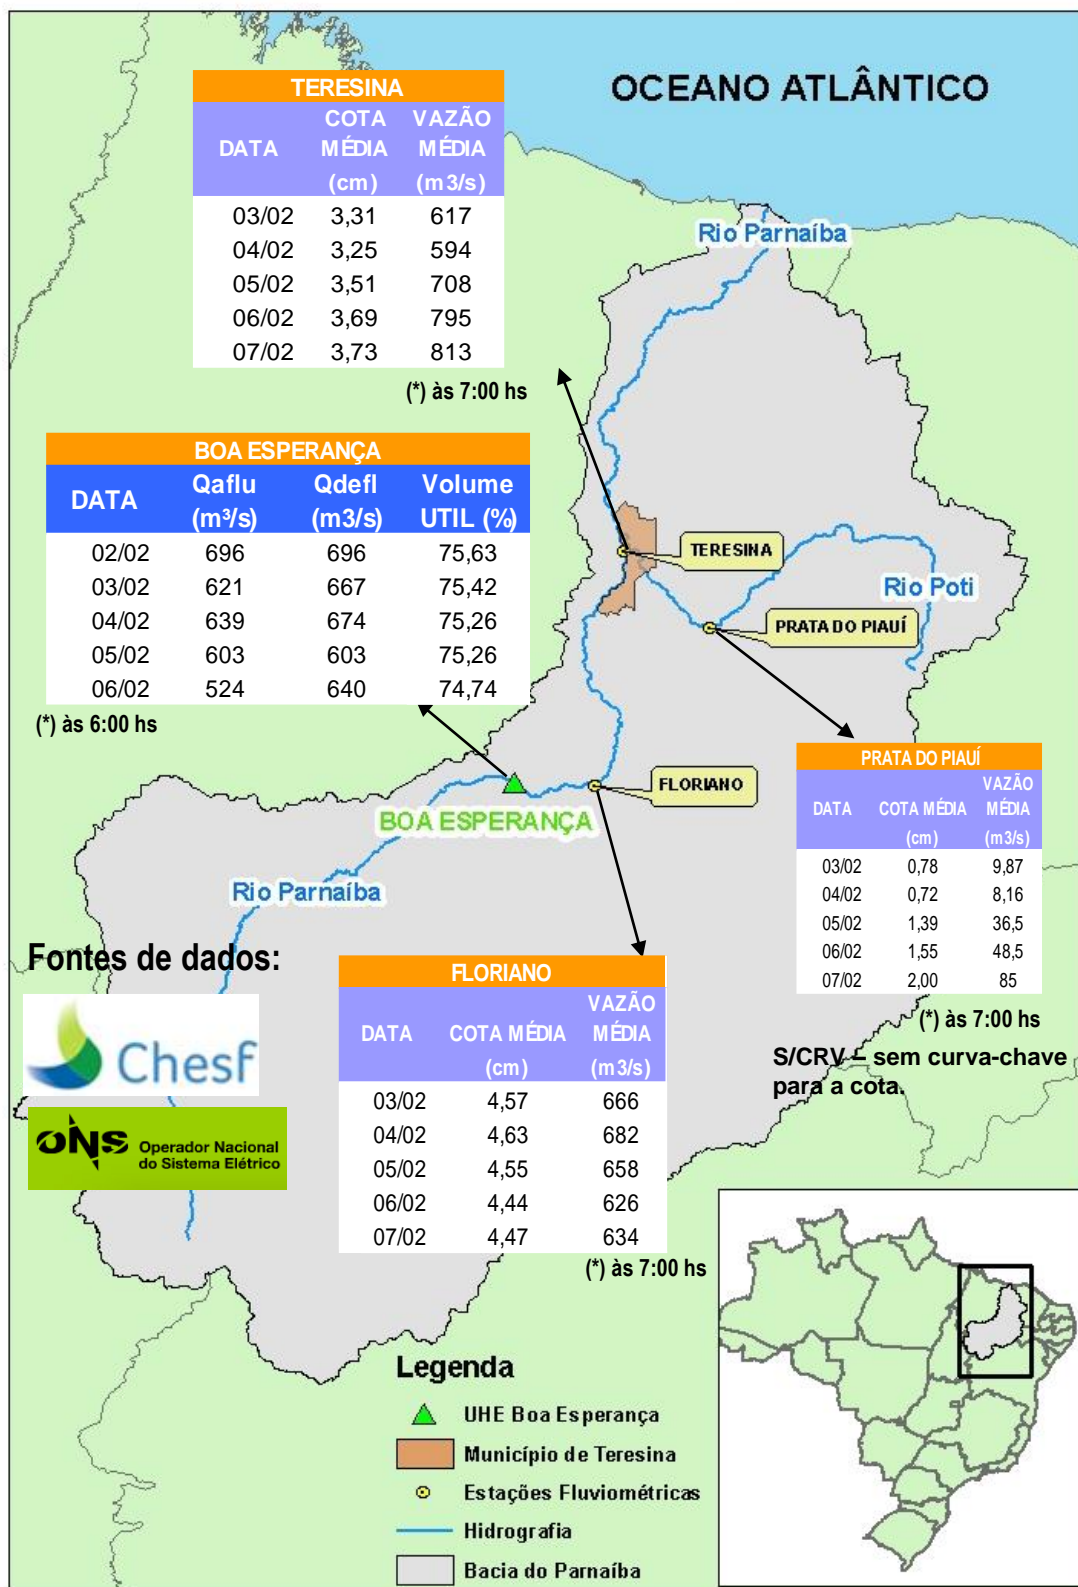 OCEANO ATLÂNTICO
TERESINA
DATA COTA MÉDIA (cm) VAZÃO MÉDIA (m3/s)
03/02 3,31 617
04/02 3,25 594
05/02 3,51 708
06/02 3,69 795
07/02 3,73 813
(*) às 7:00 hs
Rio Parnaíba
BOA ESPERANÇA
DATA Qaflu (m³/s) Qdefl (m3/s) Volume UTIL (%)
02/02 696 696 75,63
03/02 621 667 75,42
04/02 639 674 75,26
05/02 603 603 75,26
06/02 524 640 74,74
(*) às 6:00 hs
TERESINA
Rio Poti
PRATA DO PIAUÍ
FLORIANO
BOA ESPERANÇA
Rio Parnaíba
PRATA DO PIAUÍ
DATA COTA MÉDIA (cm) VAZÃO MÉDIA (m3/s)
03/02 0,78 9,87
04/02 0,72 8,16
05/02 1,39 36,5
06/02 1,55 48,5
07/02 2,00 85
(*) às 7:00 hs
S/CRV – sem curva-chave
para a cota.
Fontes de dados:
Chesf
ONS Operador Nacional
do Sistema Elétrico
FLORIANO
DATA COTA MÉDIA (cm) VAZÃO MÉDIA (m3/s)
03/02 4,57 666
04/02 4,63 682
05/02 4,55 658
06/02 4,44 626
07/02 4,47 634
(*) às 7:00 hs
Legenda
UHE Boa Esperança
Município de Teresina
Estações Fluviométricas
Hidrografia
Bacia do Parnaíba